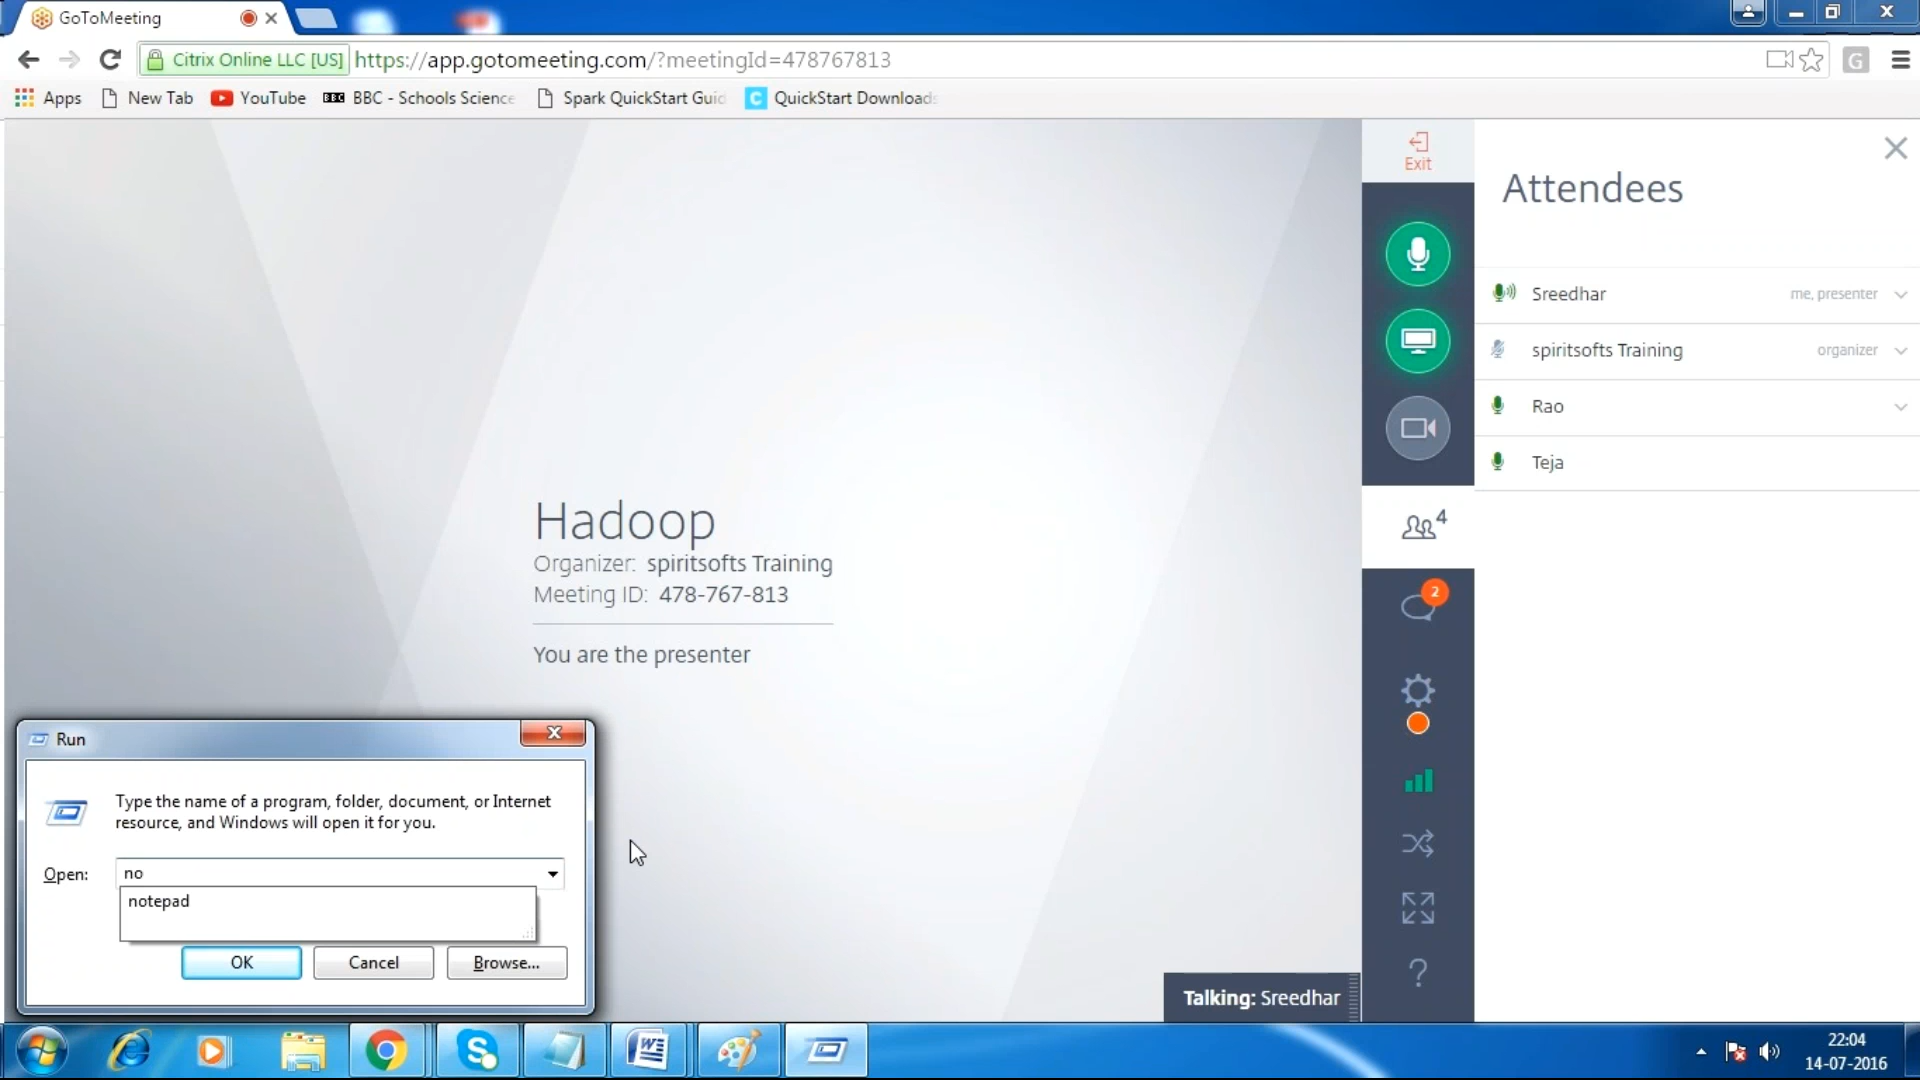 GoToMeeting
Citrix Online LLC [US] https://app.gotomeeting.com/?meetingId=478767813
G
Apps New Tab YouTube BBC BBC - Schools Science Spark QuickStart Guid C QuickStart Downloads
Exit
Attendees
Sreedhar me, presenter
spiritsofts Training organizer
Rao
Teja
4
2
Hadoop
Organizer: spiritsofts Training
Meeting ID: 478-767-813
You are the presenter
Run
Type the name of a program, folder, document, or Internet
resource, and Windows will open it for you.
Open: no
notepad
OK Cancel Browse...
?
Talking: Sreedhar
22:04
14-07-2016